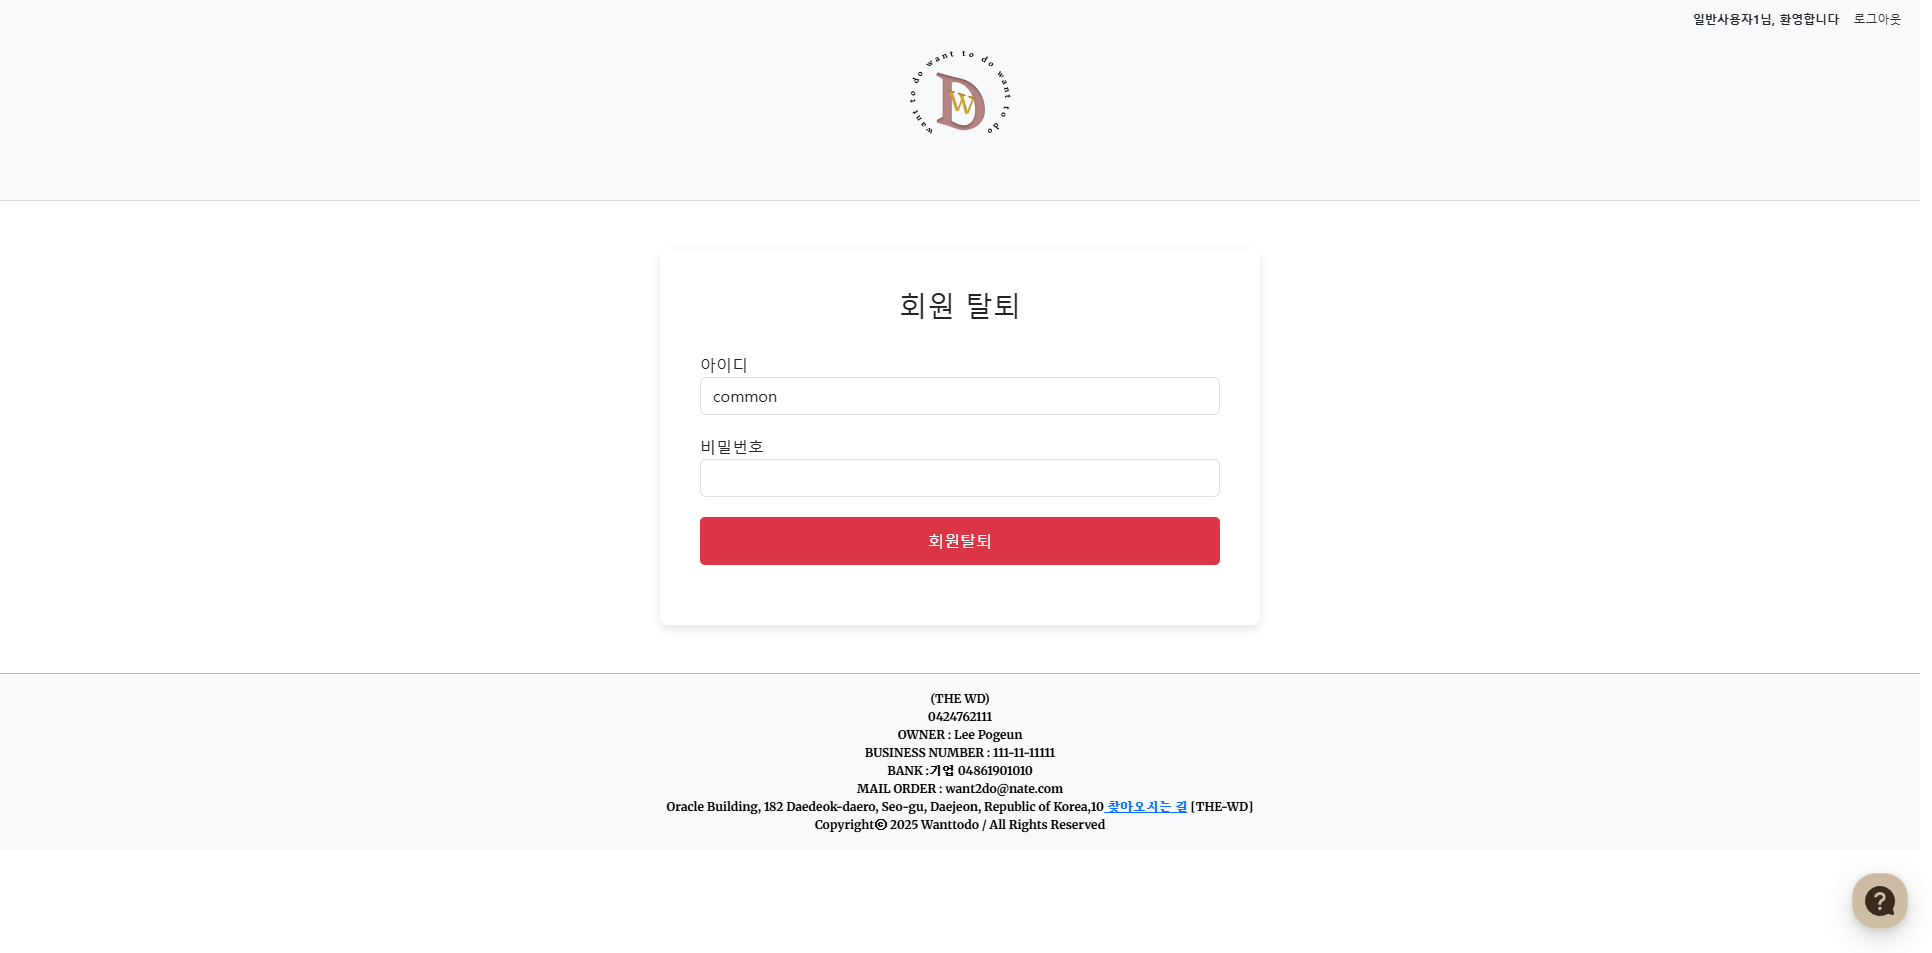 일반사용자1님, 환영합니다 로그아웃
want to do want to do want to do
D
W
회원 탈퇴
아이디
common
비밀번호
회원탈퇴
(THE WD)
0424762111
OWNER : Lee Pogeun
BUSINESS NUMBER : 111-11-11111
BANK :기업 04861901010
MAIL ORDER : want2do@nate.com
Oracle Building, 182 Daedeok-daero, Seo-gu, Daejeon, Republic of Korea,10 찾아오시는 길 [THE-WD]
Copyright© 2025 Wanttodo / All Rights Reserved
?